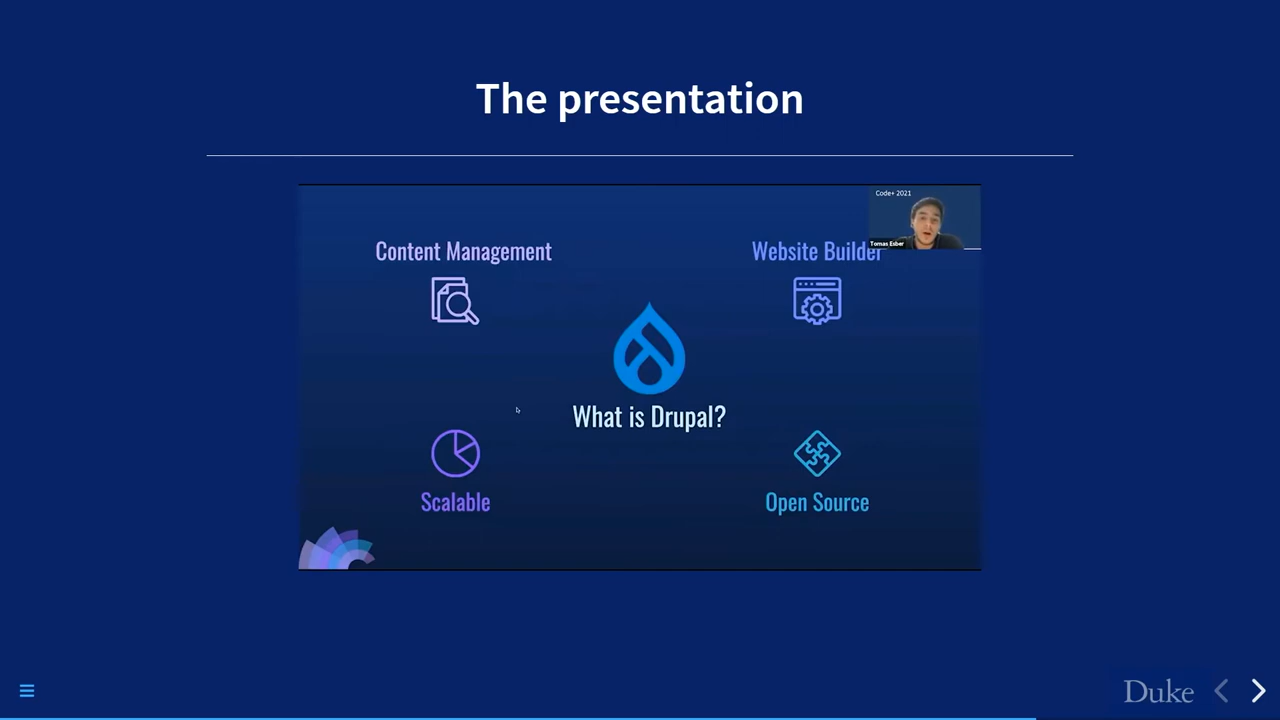 The presentation
Code+ 2021
Tomas Esber
Content Management
Website Builder
What is Drupal?
Scalable
Open Source
Duke